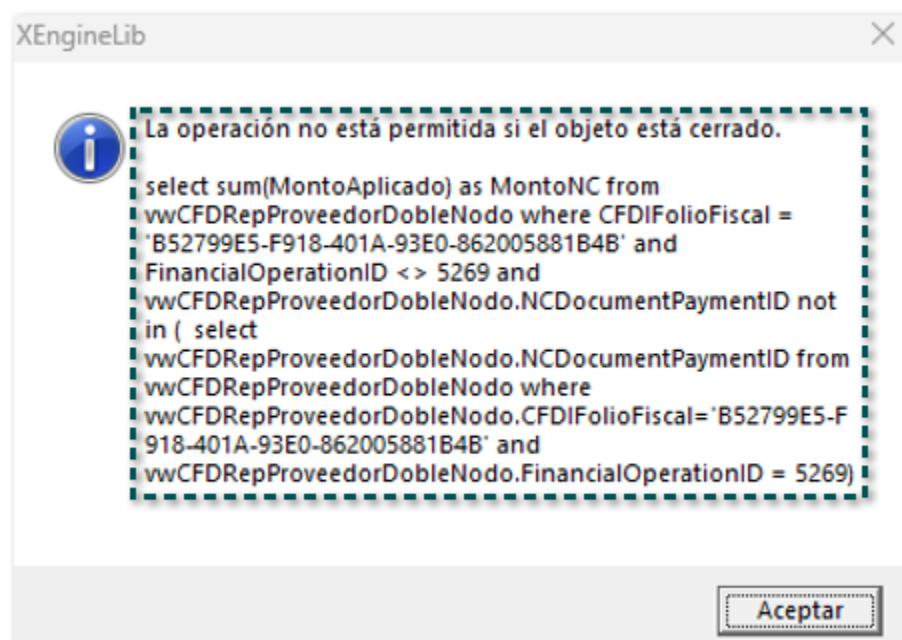 XEngineLib
La operación no está permitida si el objeto está cerrado.
select sum(MontoAplicado) as MontoNC from
vwCFDRepProveedorDobleNodo where CFDIFolioFiscal =
'B52799E5-F918-401A-93E0-862005881B4B' and
FinancialOperationID <> 5269 and
vwCFDRepProveedorDobleNodo.NCDocumentPaymentID not
in (  select
vwCFDRepProveedorDobleNodo.NCDocumentPaymentID from
vwCFDRepProveedorDobleNodo where
vwCFDRepProveedorDobleNodo.CFDIFolioFiscal='B52799E5-F
918-401A-93E0-862005881B4B' and
vwCFDRepProveedorDobleNodo.FinancialOperationID = 5269)
Aceptar